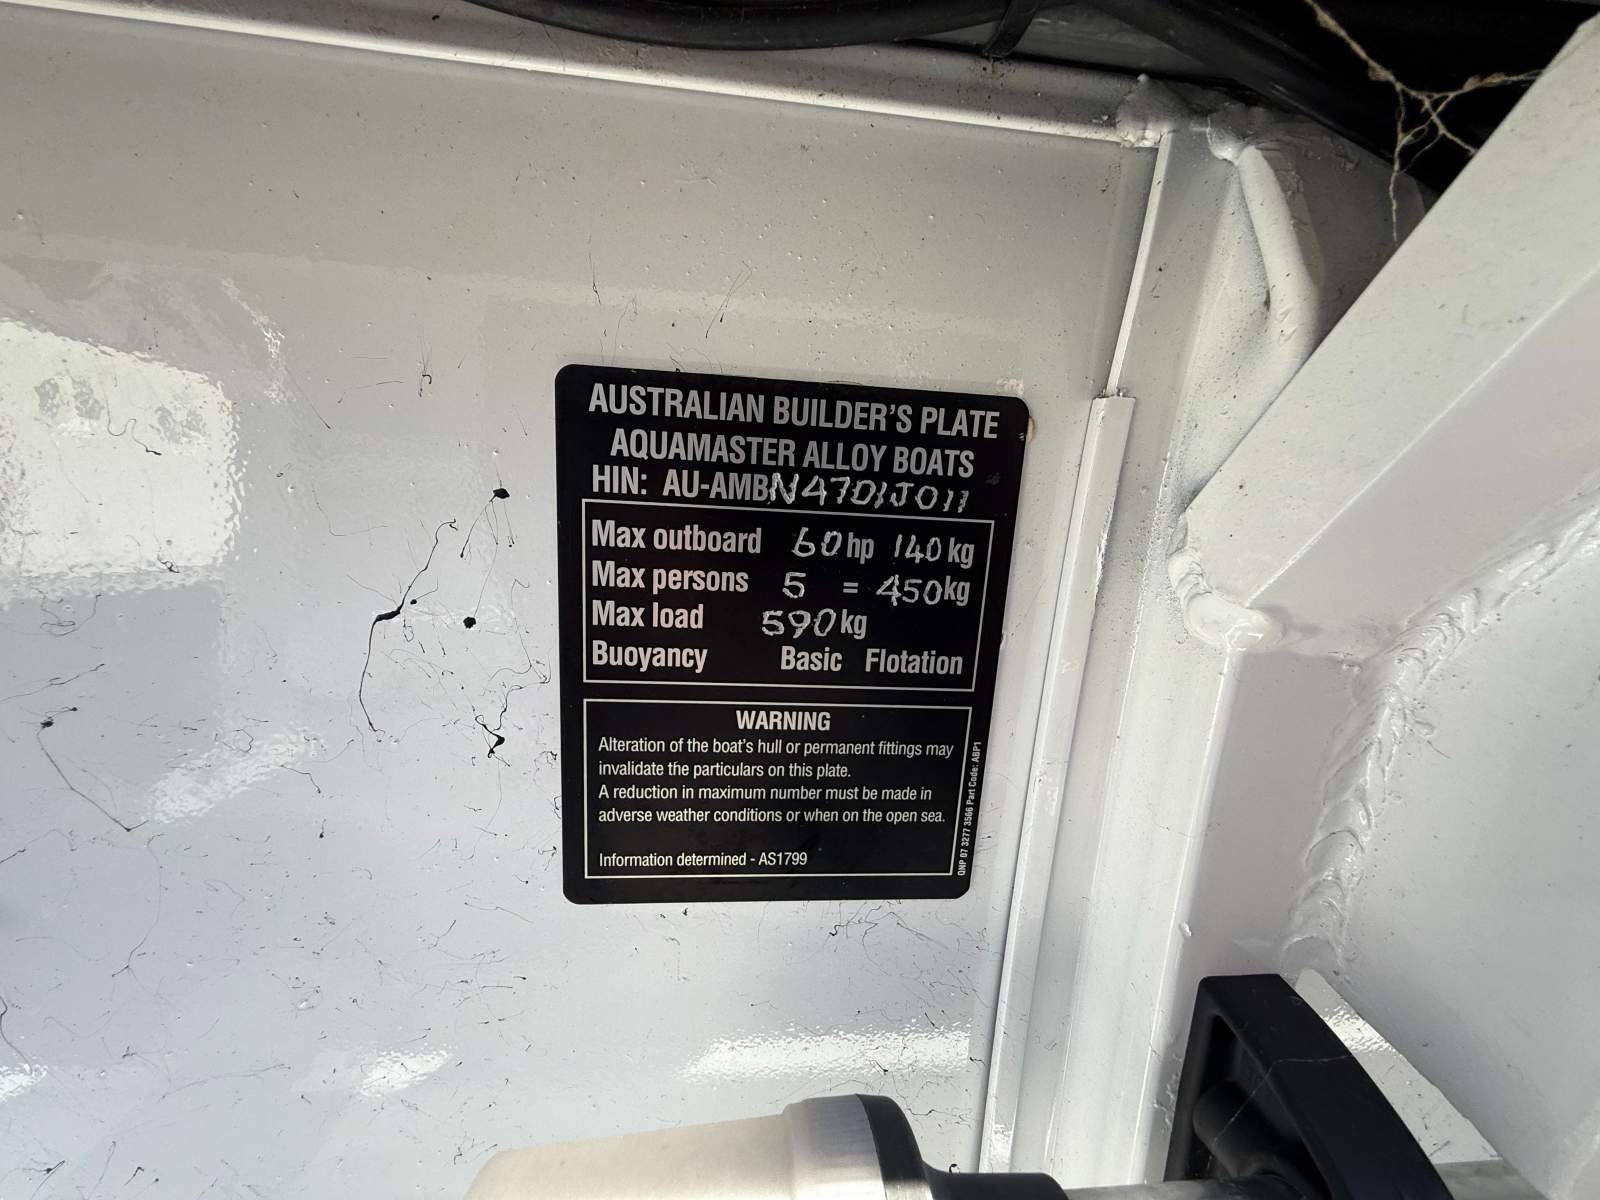 AUSTRALIAN BUILDER'S PLATE
AQUAMASTER ALLOY BOATS
HIN: AU-AMBN4701J011
Max outboard 60hp 140kg
Max persons 5 = 450kg
Max load 590kg
Buoyancy Basic Flotation
WARNING
Alteration of the boat's hull or permanent fittings may
invalidate the particulars on this plate.
A reduction in maximum number must be made in
adverse weather conditions or when on the open sea.
Information determined - AS1799
QNP 07 3277 3566 Part Code: ABP1